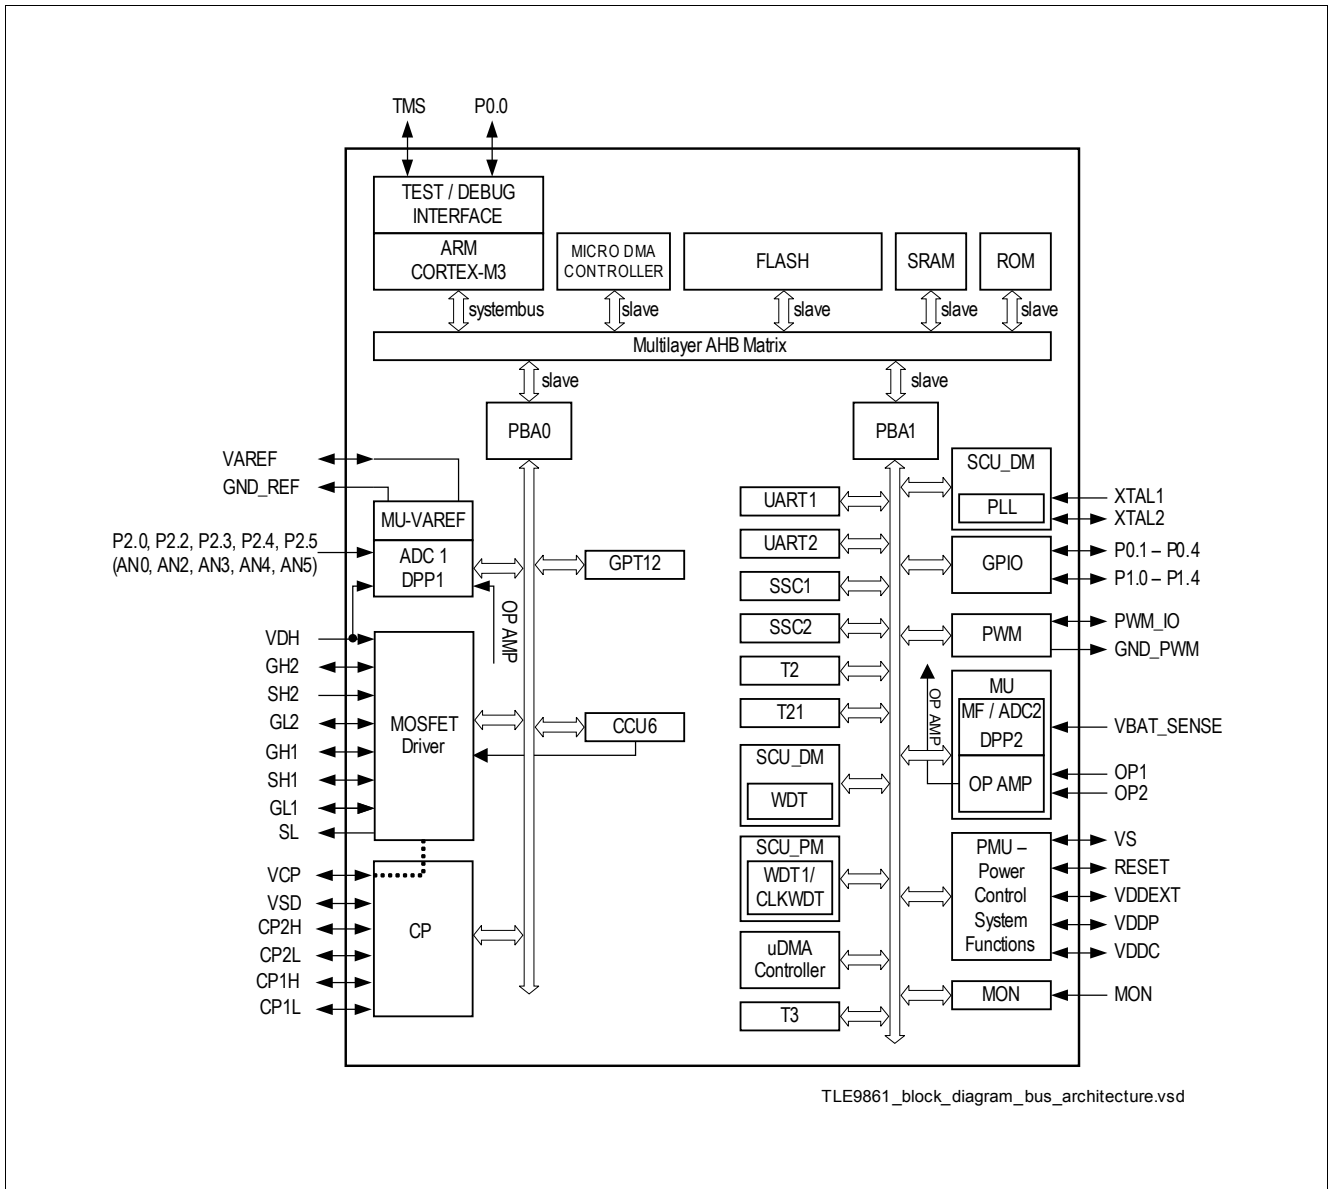 TMS
P0.0
TEST / DEBUG
INTERFACE
ARM
CORTEX-M3
MICRO DMA
CONTROLLER
FLASH
SRAM
ROM
systembus
slave
slave
slave
slave
Multilayer AHB Matrix
slave
slave
PBA0
PBA1
VAREF
GND_REF
MU-VAREF
P2.0, P2.2, P2.3, P2.4, P2.5
(AN0, AN2, AN3, AN4, AN5)
ADC 1
DPP1
GPT12
OP AMP
VDH
GH2
SH2
GL2
GH1
SH1
GL1
SL
MOSFET
Driver
CCU6
VCP
VSD
CP2H
CP2L
CP1H
CP1L
CP
UART1
UART2
SSC1
SSC2
T2
T21
SCU_DM
WDT
SCU_PM
WDT1/
CLKWDT
uDMA
Controller
T3
SCU_DM
PLL
XTAL1
XTAL2
GPIO
P0.1 – P0.4
P1.0 – P1.4
PWM
PWM_IO
GND_PWM
OP AMP
MU
MF / ADC2
DPP2
OP AMP
VBAT_SENSE
OP1
OP2
PMU –
Power
Control
System
Functions
VS
RESET
VDDEXT
VDDP
VDDC
MON
MON
TLE9861_block_diagram_bus_architecture.vsd